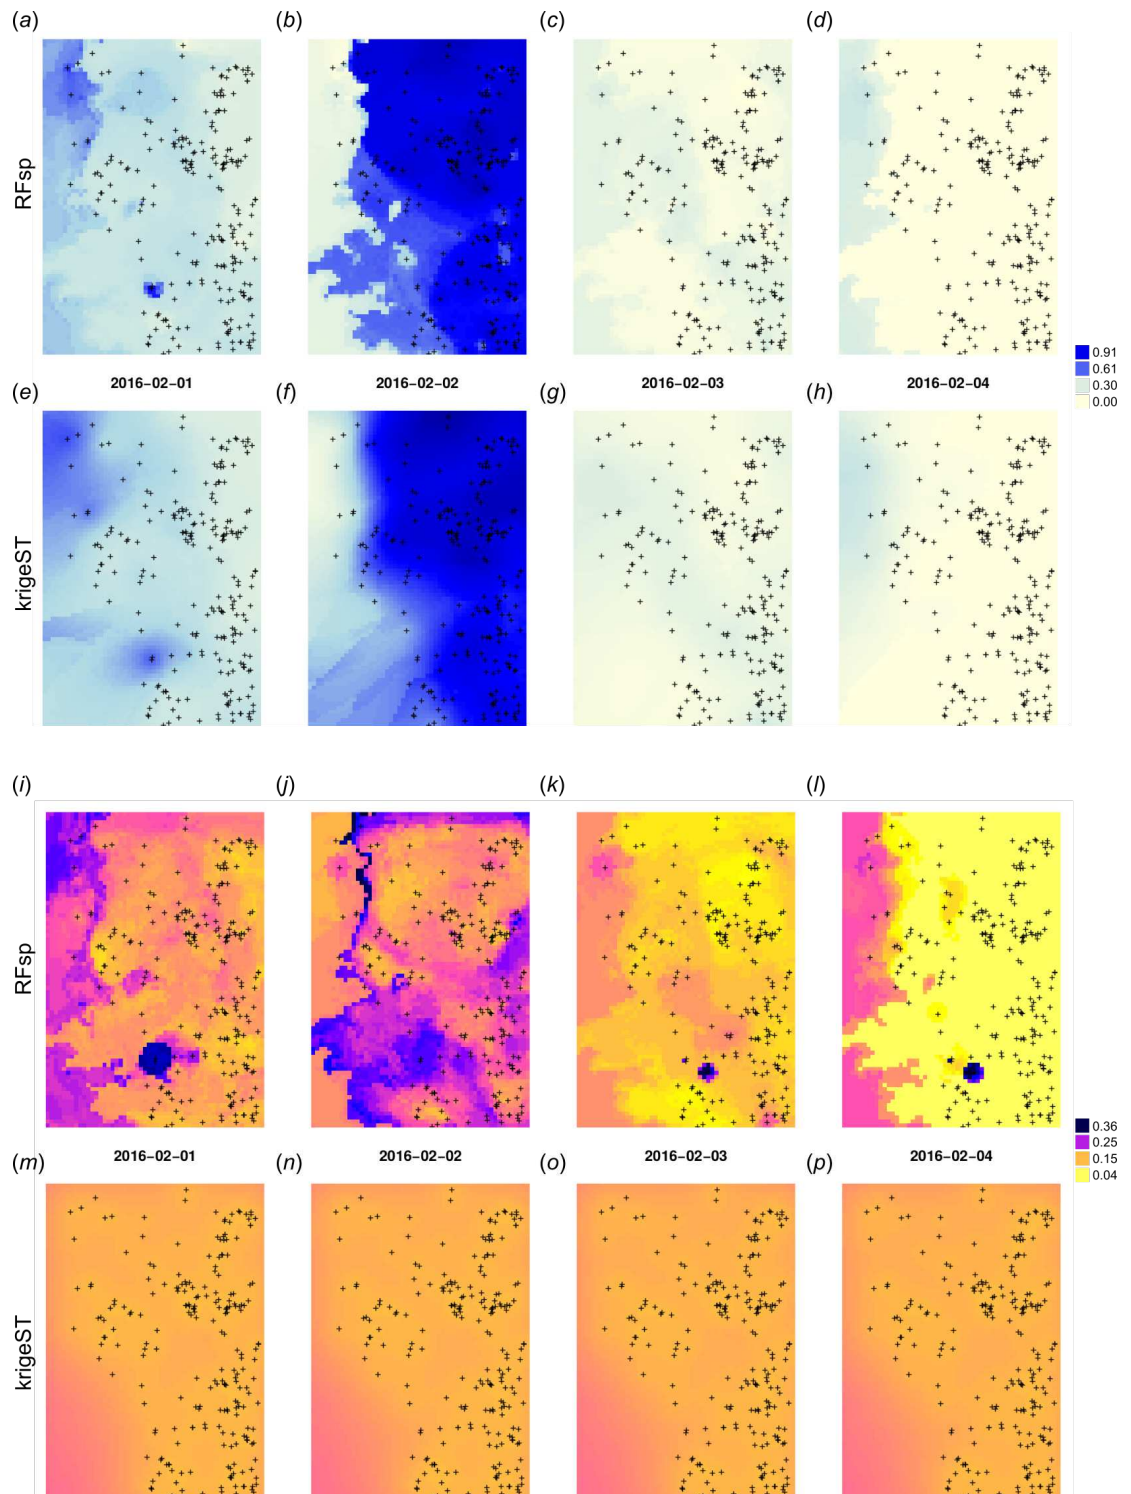 (a) (b) (c) (d)
RFsp
0.91
0.61
0.30
0.00
2016-02-01 2016-02-02 2016-02-03 2016-02-04
(e) (f) (g) (h)
krigeST
(i) (j) (k) (l)
RFsp
0.36
0.25
0.15
0.04
2016-02-01 2016-02-02 2016-02-03 2016-02-04
(m) (n) (o) (p)
krigeST